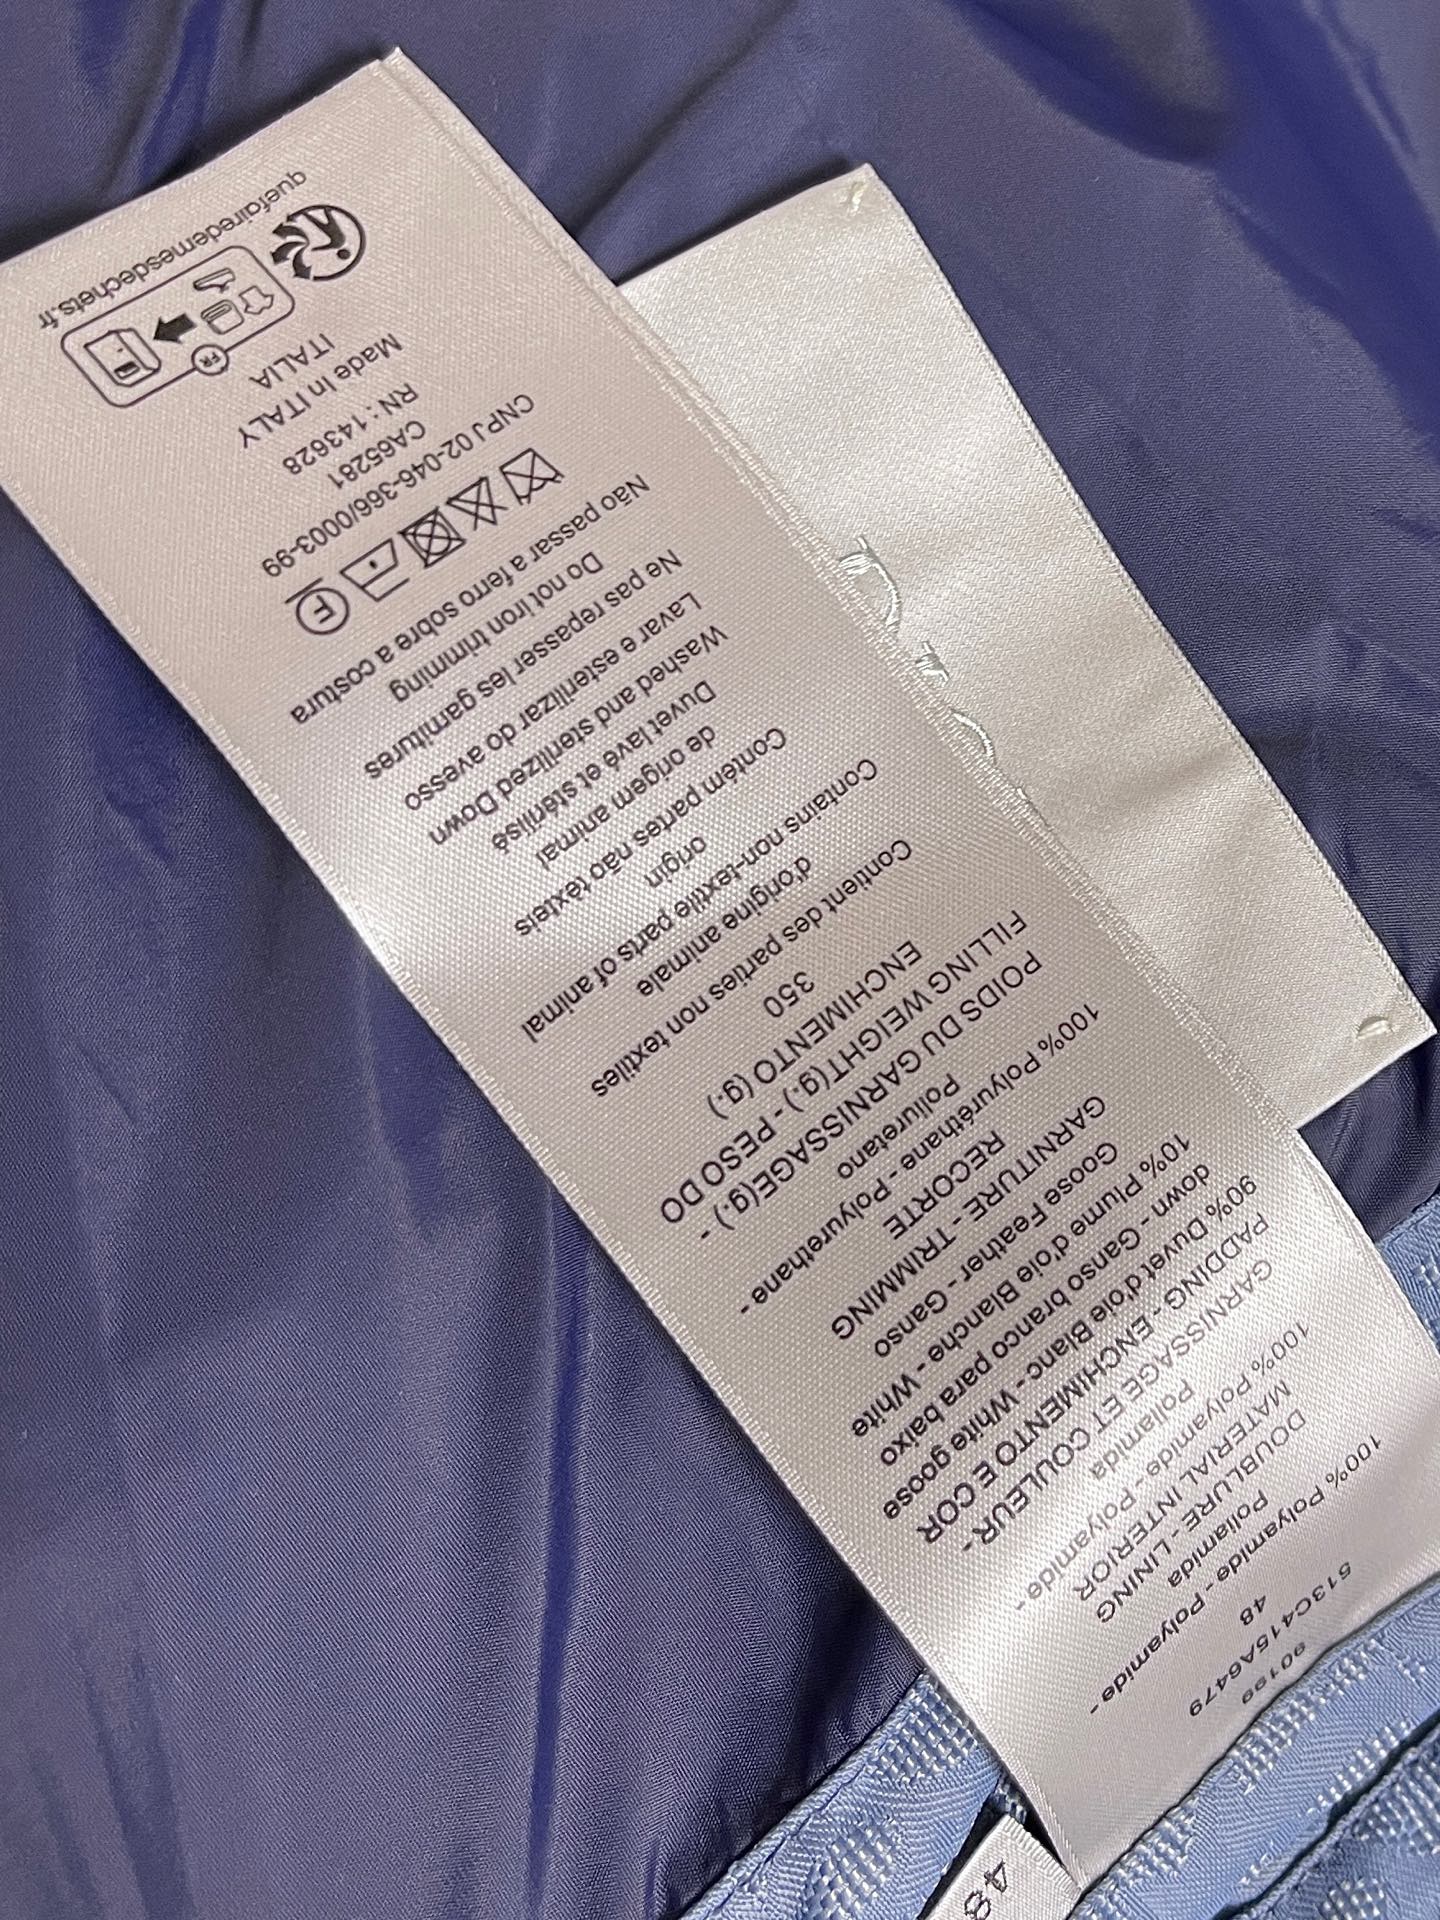 90199
513C415A6479
48
100% Polyamide - Polyamide -
Poliamida
DOUBLURE - LINING
MATERIAL INTERIOR
100% Polyamide - Polyamide -
Poliamida
GARNISSAGE ET COULEUR -
PADDING - ENCHIMENTO E COR
90% Duvet d'oie Blanc - White goose
down - Ganso branco para baixo
10% Plume d'oie Blanche - White
Goose Feather - Ganso
GARNITURE - TRIMMING
RECORTE
100% Polyuréthane - Polyurethane -
Poliuretano
POIDS DU GARNISSAGE(g.) -
FILLING WEIGHT(g.) - PESO DO
ENCHIMENTO (g.)
350
Contient des parties non textiles
d'origine animale
Contains non-textile parts of animal
origin
Contém partes não têxteis
de origem animal
Duvet lavé et stérilisé
Washed and sterilized Down
Lavar e esterilizar do avesso
Ne pas repasser les garnitures
Do not iron trimming
Não passar a ferro sobre a costura
F
CNPJ 02-046-366/0003-99
CA65281
RN : 143628
Made in ITALY
ITALIA
FR
quefairedemesdechets.fr
48